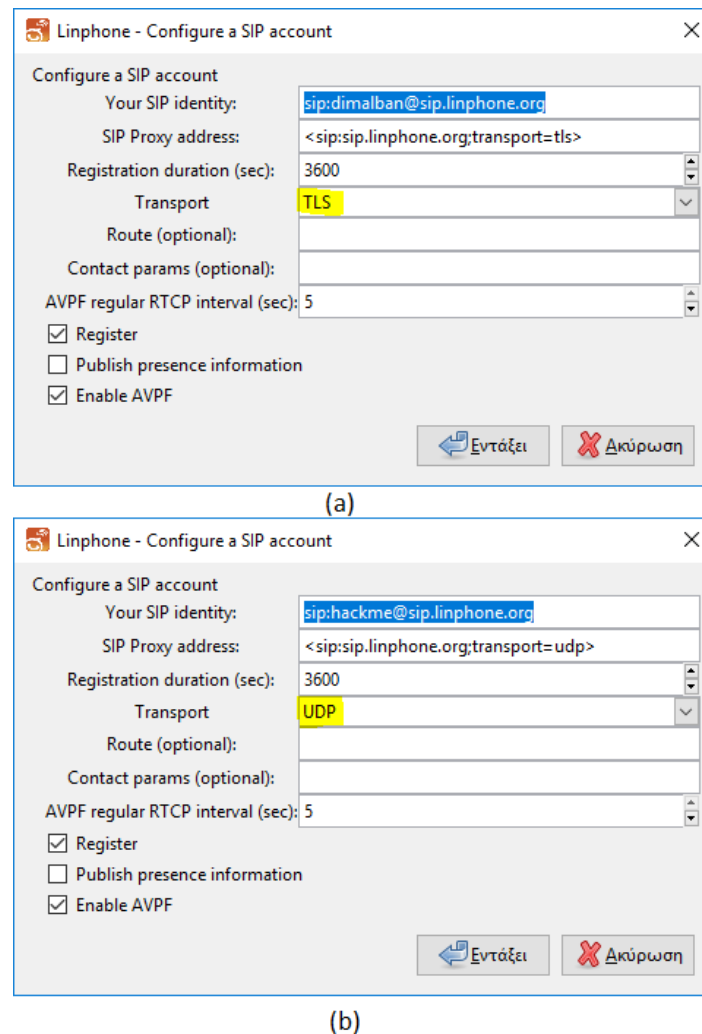 Linphone - Configure a SIP account
Configure a SIP account
Your SIP identity: sip:dimalban@sip.linphone.org
SIP Proxy address: <sip:sip.linphone.org;transport=tls>
Registration duration (sec): 3600
Transport TLS
Route (optional):
Contact params (optional):
AVPF regular RTCP interval (sec): 5
Register
Publish presence information
Enable AVPF
Εντάξει Ακύρωση
(a)
Linphone - Configure a SIP account
Configure a SIP account
Your SIP identity: sip:hackme@sip.linphone.org
SIP Proxy address: <sip:sip.linphone.org;transport=udp>
Registration duration (sec): 3600
Transport UDP
Route (optional):
Contact params (optional):
AVPF regular RTCP interval (sec): 5
Register
Publish presence information
Enable AVPF
Εντάξει Ακύρωση
(b)